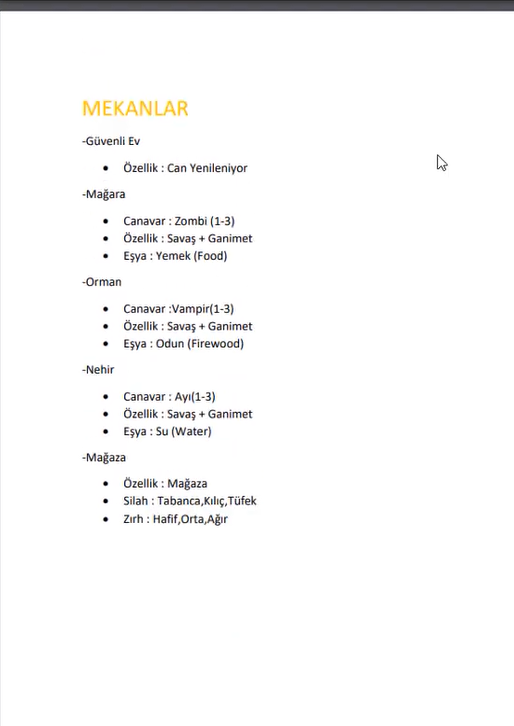 MEKANLAR
-Güvenli Ev
• Özellik : Can Yenileniyor
-Mağara
• Canavar : Zombi (1-3)
• Özellik : Savaş + Ganimet
• Eşya : Yemek (Food)
-Orman
• Canavar :Vampir(1-3)
• Özellik : Savaş + Ganimet
• Eşya : Odun (Firewood)
-Nehir
• Canavar : Ayı(1-3)
• Özellik : Savaş + Ganimet
• Eşya : Su (Water)
-Mağaza
• Özellik : Mağaza
• Silah : Tabanca,Kılıç,Tüfek
• Zırh : Hafif,Orta,Ağır